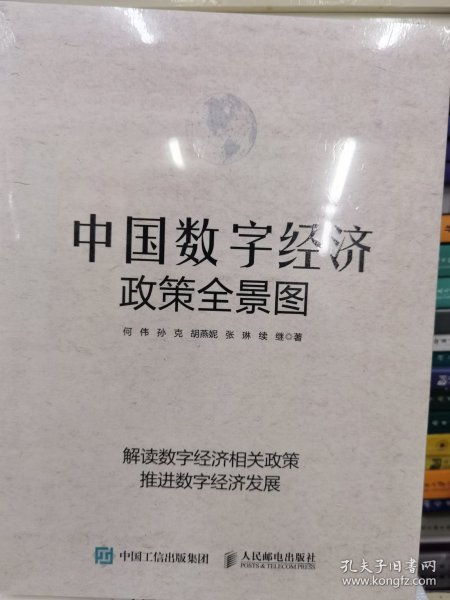 中国数字经济
政策全景图
何 伟 孙 克 胡燕妮 张 琳 续 继◎著
解读数字经济相关政策
推进数字经济发展
中国工信出版集团 人民邮电出版社
POSTS & TELECOM PRESS
孔夫子旧书网
www.kongfz.com